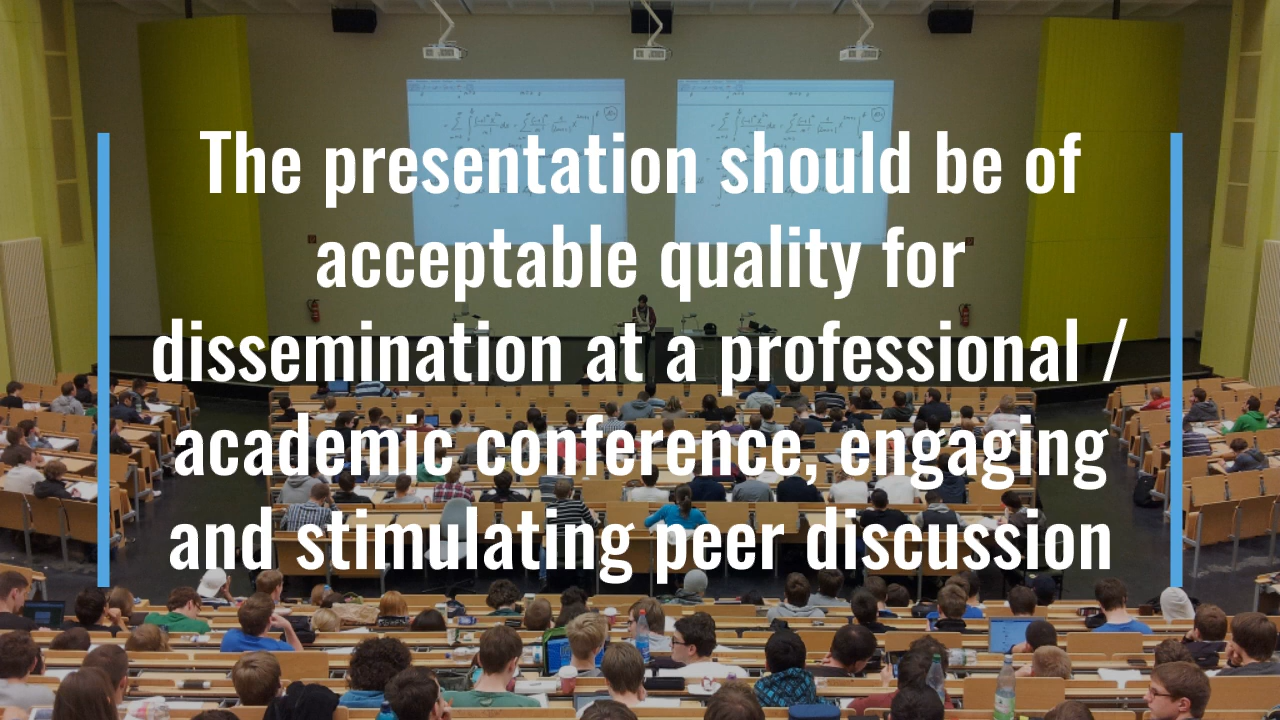 The presentation should be of
acceptable quality for
dissemination at a professional /
academic conference, engaging
and stimulating peer discussion